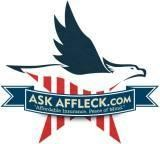 ASK AFFLECK.COM
"Affordable Insurance. Peace of Mind."